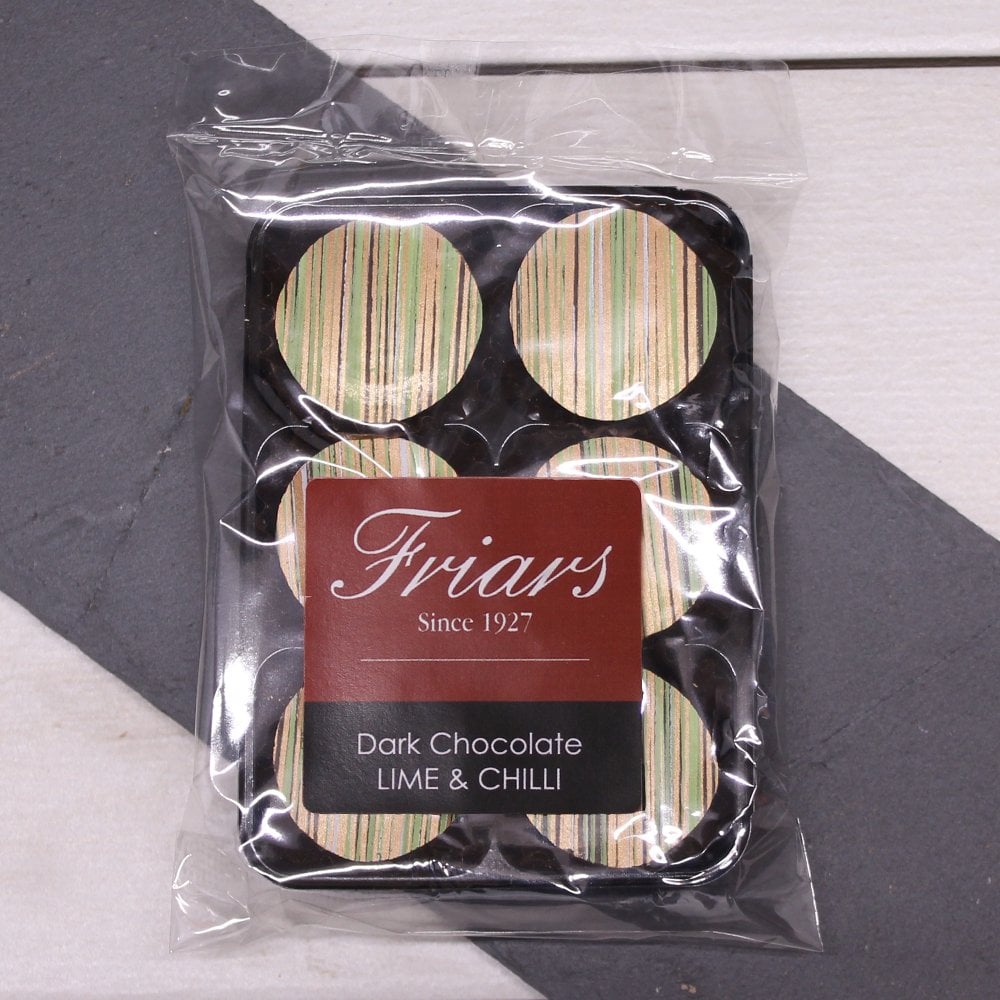 Friars
Since 1927
Dark Chocolate
LIME & CHILLI